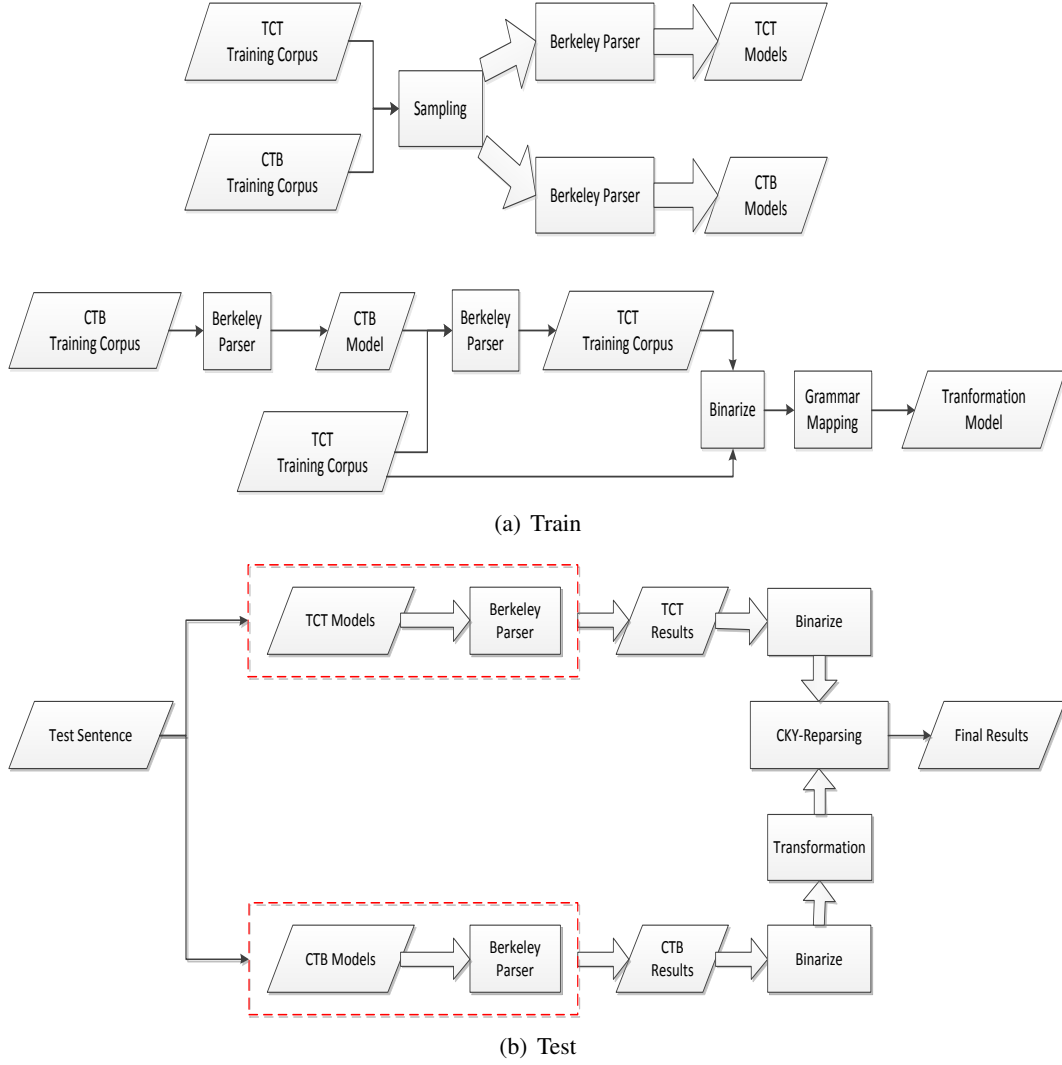 TCT
Training Corpus
Berkeley Parser
TCT
Models
Sampling
CTB
Training Corpus
Berkeley Parser
CTB
Models
CTB
Training Corpus
Berkeley
Parser
CTB
Model
Berkeley
Parser
TCT
Training Corpus
Binarize
Grammar
Mapping
Tranformation
Model
TCT
Training Corpus
(a) Train
TCT Models
Berkeley
Parser
TCT
Results
Binarize
Test Sentence
CKY-Reparsing
Final Results
Transformation
CTB Models
Berkeley
Parser
CTB
Results
Binarize
(b) Test